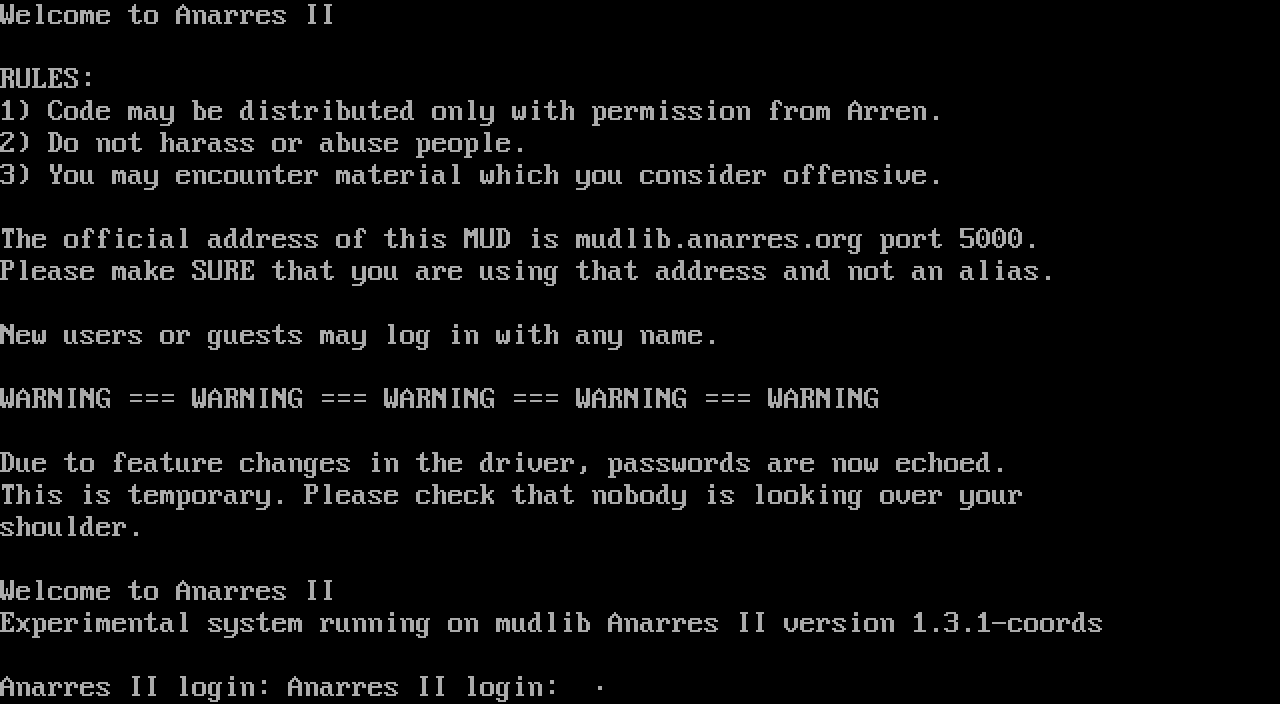 Welcome to Anarres II
RULES:
1) Code may be distributed only with permission from Arren.
2) Do not harass or abuse people.
3) You may encounter material which you consider offensive.
The official address of this MUD is mudlib.anarres.org port 5000.
Please make SURE that you are using that address and not an alias.
New users or guests may log in with any name.
WARNING === WARNING === WARNING === WARNING === WARNING
Due to feature changes in the driver, passwords are now echoed.
This is temporary. Please check that nobody is looking over your
shoulder.
Welcome to Anarres II
Experimental system running on mudlib Anarres II version 1.3.1-coords
Anarres II login: Anarres II login:  ·